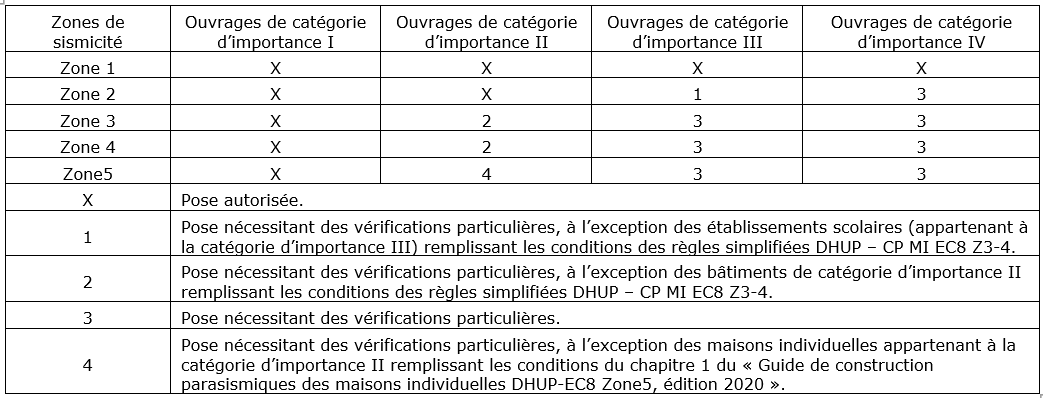 Zones de sismicité | Ouvrages de catégorie d’importance I | Ouvrages de catégorie d’importance II | Ouvrages de catégorie d’importance III | Ouvrages de catégorie d’importance IV
Zone 1 | X | X | X | X
Zone 2 | X | X | 1 | 3
Zone 3 | X | 2 | 3 | 3
Zone 4 | X | 2 | 3 | 3
Zone5 | X | 4 | 3 | 3
X | Pose autorisée.
1 | Pose nécessitant des vérifications particulières, à l’exception des établissements scolaires (appartenant à
la catégorie d’importance III) remplissant les conditions des règles simplifiées DHUP – CP MI EC8 Z3-4.
2 | Pose nécessitant des vérifications particulières, à l’exception des bâtiments de catégorie d’importance II
remplissant les conditions des règles simplifiées DHUP – CP MI EC8 Z3-4.
3 | Pose nécessitant des vérifications particulières.
4 | Pose nécessitant des vérifications particulières, à l’exception des maisons individuelles appartenant à la
catégorie d’importance II remplissant les conditions du chapitre 1 du « Guide de construction
parasismiques des maisons individuelles DHUP-EC8 Zone5, édition 2020 ».